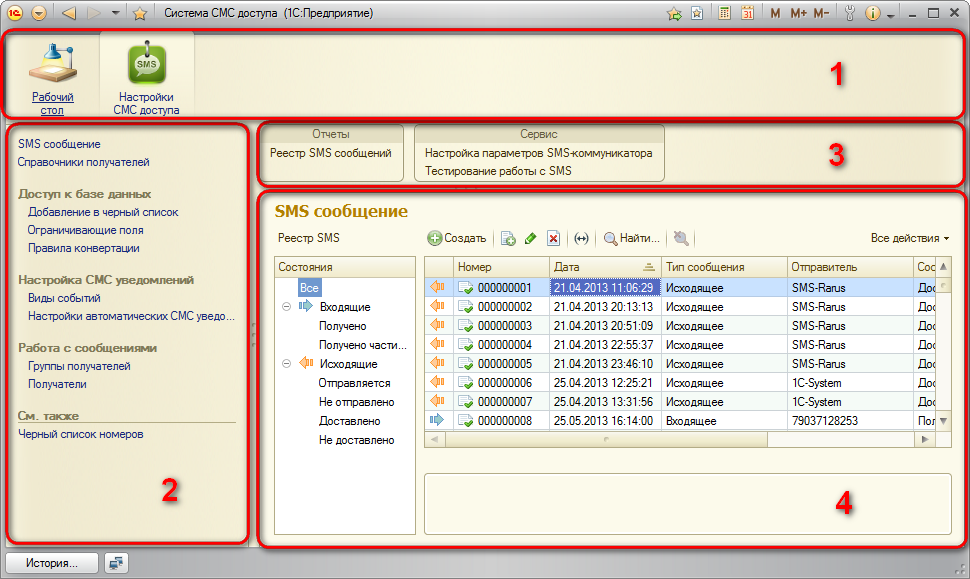 Система СМС доступа (1С:Предприятие)
M M+ M-
31
SMS
Рабочий
стол
Настройки
СМС доступа
1
SMS сообщение
Справочники получателей
Доступ к базе данных
Добавление в черный список
Ограничивающие поля
Правила конвертации
Настройка СМС уведомлений
Виды событий
Настройки автоматических СМС уведо...
Работа с сообщениями
Группы получателей
Получатели
См. также
Черный список номеров
2
Отчеты
Реестр SMS сообщений
Сервис
Настройка параметров SMS-коммуникатора
Тестирование работы с SMS
3
SMS сообщение
Реестр SMS
Создать
Найти...
Все действия
Состояния
Все
Входящие
Получено
Получено части...
Исходящие
Отправляется
Не отправлено
Доставлено
Не доставлено
Номер Дата Тип сообщения Отправитель Сос
000000001 21.04.2013 11:06:29 Исходящее SMS-Rarus Дос
000000002 21.04.2013 20:13:13 Исходящее SMS-Rarus Дос
000000003 21.04.2013 20:51:09 Исходящее SMS-Rarus Дос
000000004 21.04.2013 22:55:37 Исходящее SMS-Rarus Дос
000000005 21.04.2013 23:46:10 Исходящее SMS-Rarus Дос
000000006 25.04.2013 12:25:21 Исходящее 1C-System Дос
000000007 25.04.2013 13:31:56 Исходящее 1C-System Дос
000000008 25.05.2013 16:14:00 Входящее 79037128253 Пол
4
История...